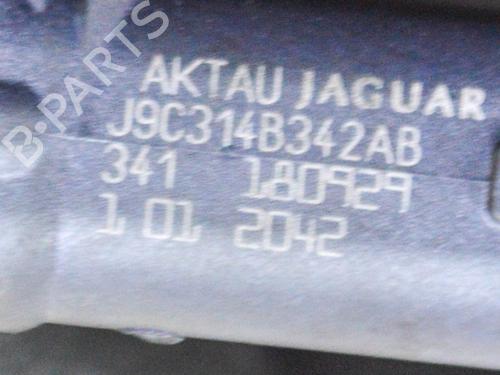 B-PARTS
AKTAU JAGUAR
J9C314B342AB
341 180929
1 01 2042